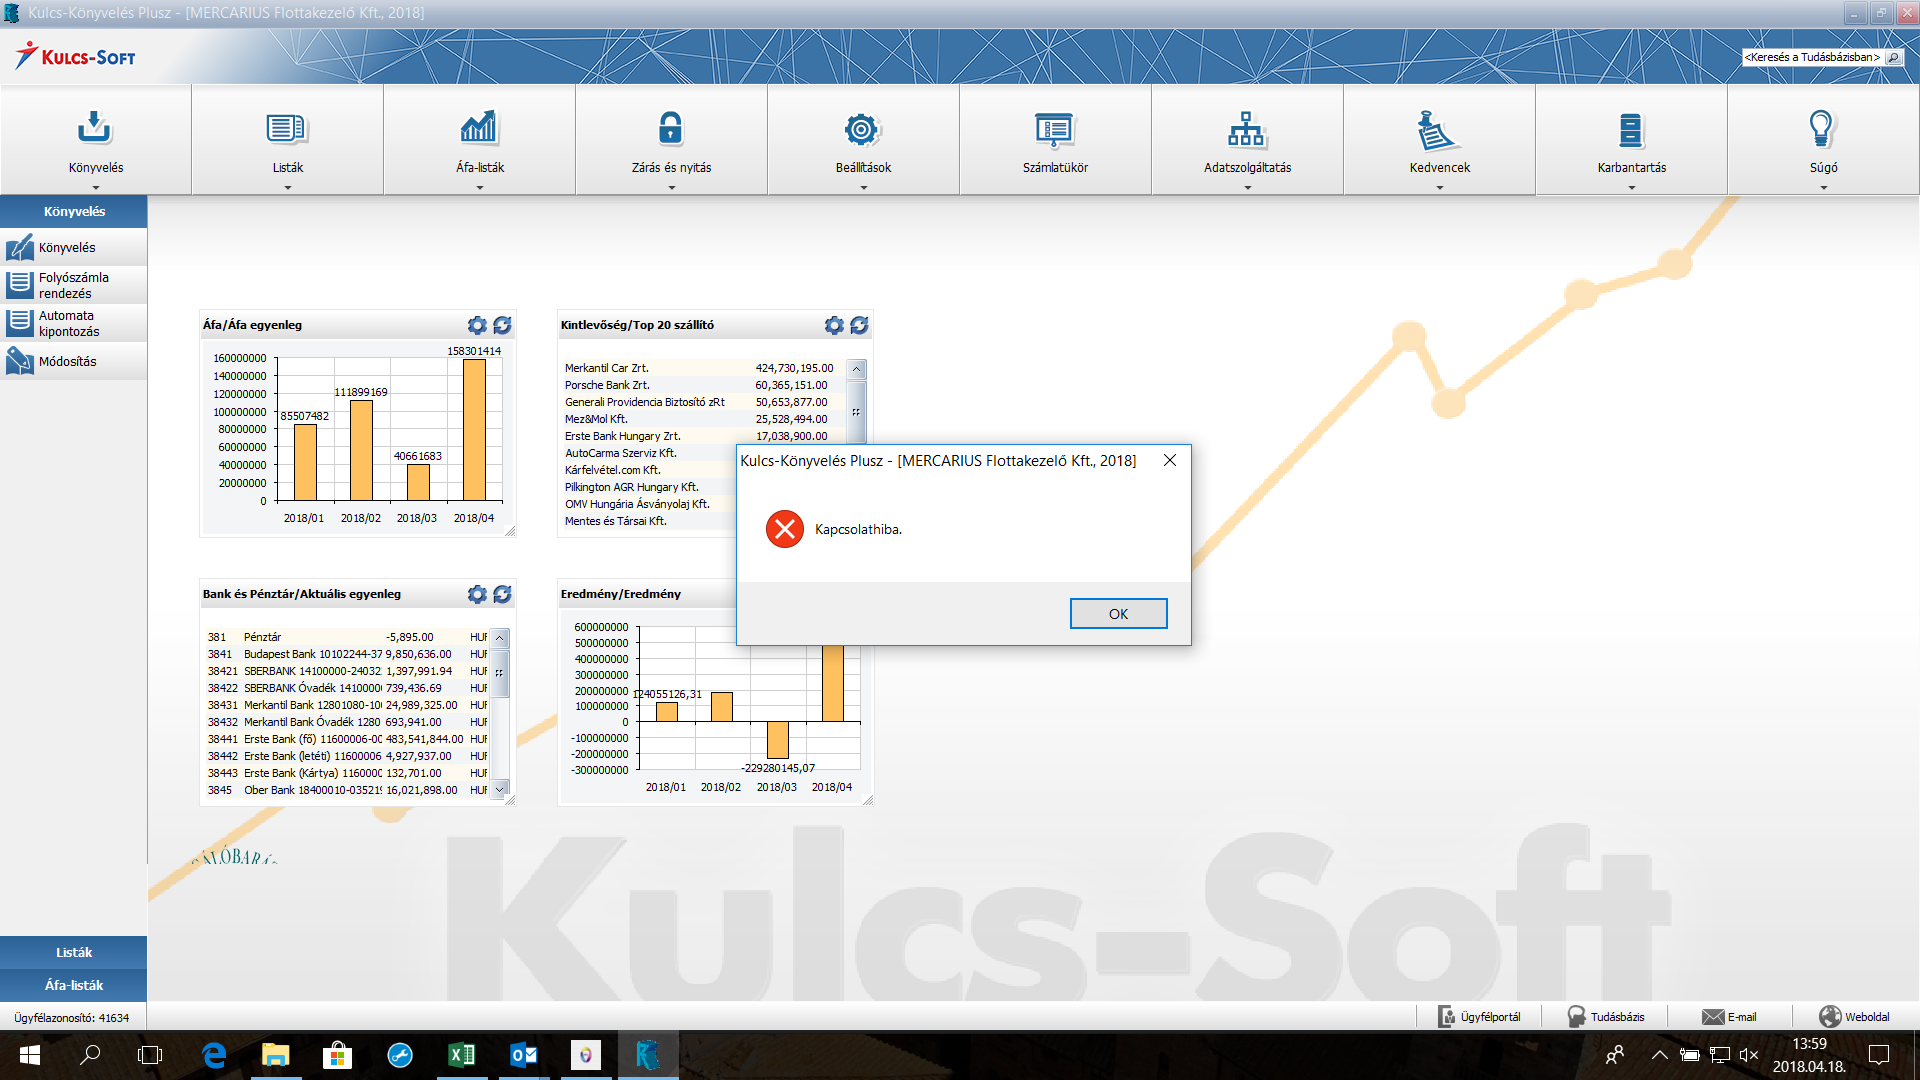 Kulcs-Könyvelés Plusz - [MERCARIUS Flottakezelő Kft., 2018]
KULCS-SOFT
<Keresés a Tudásbázisban>
Könyvelés
Listák
Áfa-listák
Zárás és nyitás
Beállítások
Számlatükör
Adatszolgáltatás
Kedvencek
Karbantartás
Súgó
Könyvelés
Könyvelés
Folyószámla
rendezés
Automata
kipontozás
Módosítás
Áfa/Áfa egyenleg
160000000
140000000
120000000
100000000
80000000
60000000
40000000
20000000
0
85507482
111899169
40661683
158301414
2018/01 2018/02 2018/03 2018/04
Kintlevőség/Top 20 szállító
Merkantil Car Zrt. 424,730,195.00
Porsche Bank Zrt. 60,365,151.00
Generali Providencia Biztosító zRt 50,653,877.00
Mez&Mol Kft. 25,528,494.00
Erste Bank Hungary Zrt. 17,038,900.00
AutoCarma Szerviz Kft.
Kárfelvétel.com Kft.
Pilkington AGR Hungary Kft.
OMV Hungária Ásványolaj Kft.
Mentes és Társai Kft.
Kulcs-Könyvelés Plusz - [MERCARIUS Flottakezelő Kft., 2018]
Kapcsolathiba.
OK
Bank és Pénztár/Aktuális egyenleg
381 Pénztár -5,895.00 HUF
3841 Budapest Bank 10102244-37 9,850,636.00 HUF
38421 SBERBANK 14100000-24032 1,397,991.94 HUF
38422 SBERBANK Óvadék 1410000 739,436.69 HUF
38431 Merkantil Bank 12801080-10 24,989,325.00 HUF
38432 Merkantil Bank Óvadék 1280 693,941.00 HUF
38441 Erste Bank (fő) 11600006-00 483,541,844.00 HUF
38442 Erste Bank (letéti) 11600006 4,927,937.00 HUF
38443 Erste Bank (Kártya) 116000 132,701.00 HUF
3845 Ober Bank 18400010-035219 16,021,898.00 HUF
Eredmény/Eredmény
600000000
500000000
400000000
300000000
200000000
100000000
0
-100000000
-200000000
-300000000
124055126,31
-229280145,07
2018/01 2018/02 2018/03 2018/04
Kulcs-Soft
Listák
Áfa-listák
Ügyfélazonosító: 41634
Ügyfélportál
Tudásbázis
E-mail
Weboldal
13:59
2018.04.18.